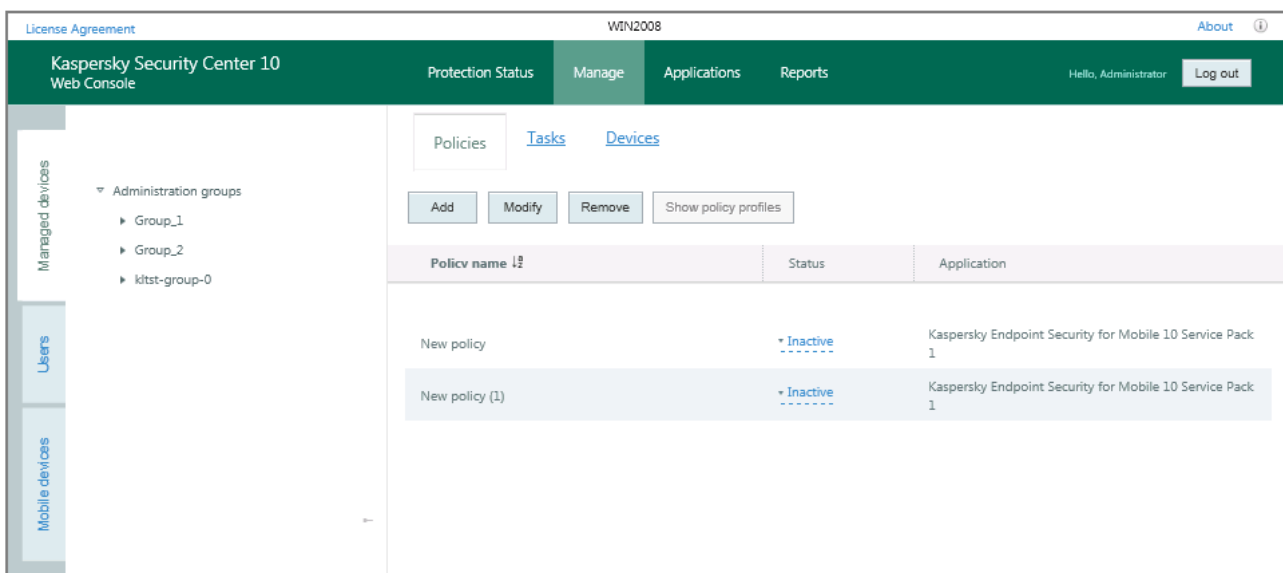 License Agreement
WIN2008
About
Kaspersky Security Center 10
Web Console
Protection Status
Manage
Applications
Reports
Hello, Administrator
Log out
Managed devices
Users
Mobile devices
Administration groups
Group_1
Group_2
kltst-group-0
Policies
Tasks
Devices
Add
Modify
Remove
Show policy profiles
Policy name
Status
Application
New policy
Inactive
Kaspersky Endpoint Security for Mobile 10 Service Pack
1
New policy (1)
Inactive
Kaspersky Endpoint Security for Mobile 10 Service Pack
1